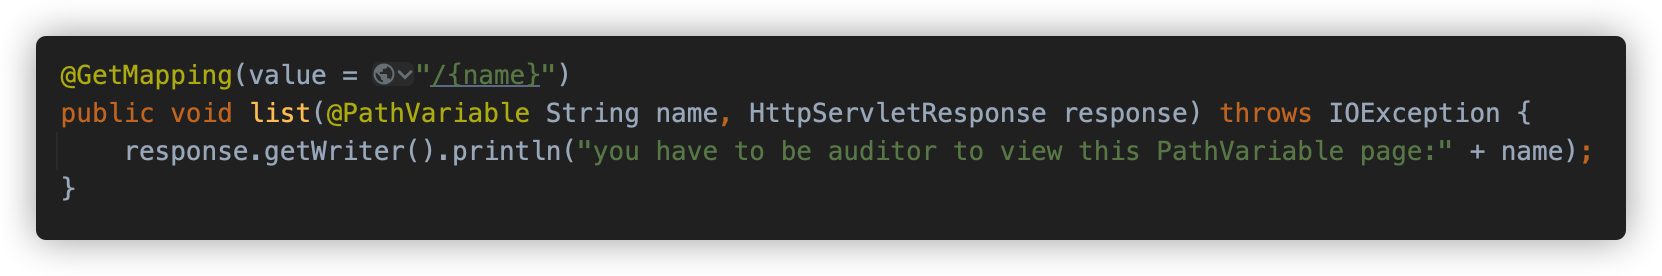 @GetMapping(value = "/{name}")
public void list(@PathVariable String name, HttpServletResponse response) throws IOException {
    response.getWriter().println("you have to be auditor to view this PathVariable page:" + name);
}